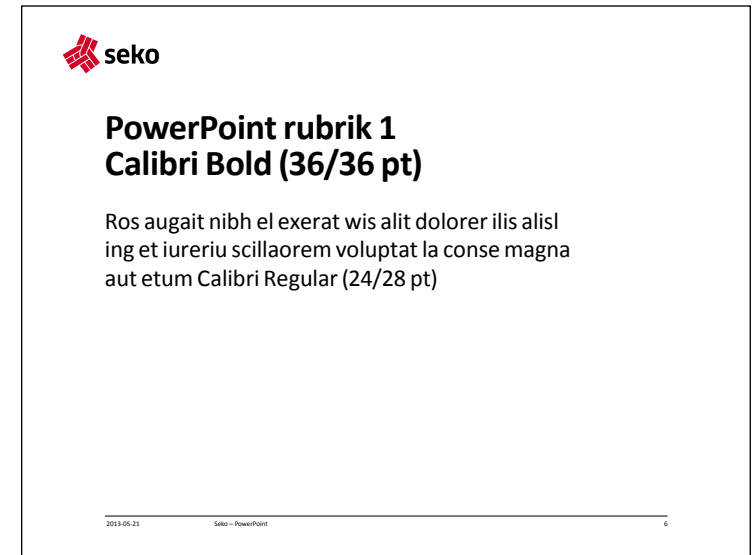 seko
PowerPoint rubrik 1
Calibri Bold (36/36 pt)
Ros augait nibh el exerat wis alit dolorer ilis alisl
ing et iureriu scillaorem voluptat la conse magna
aut etum Calibri Regular (24/28 pt)
2013-05-21 Seko – PowerPoint 6